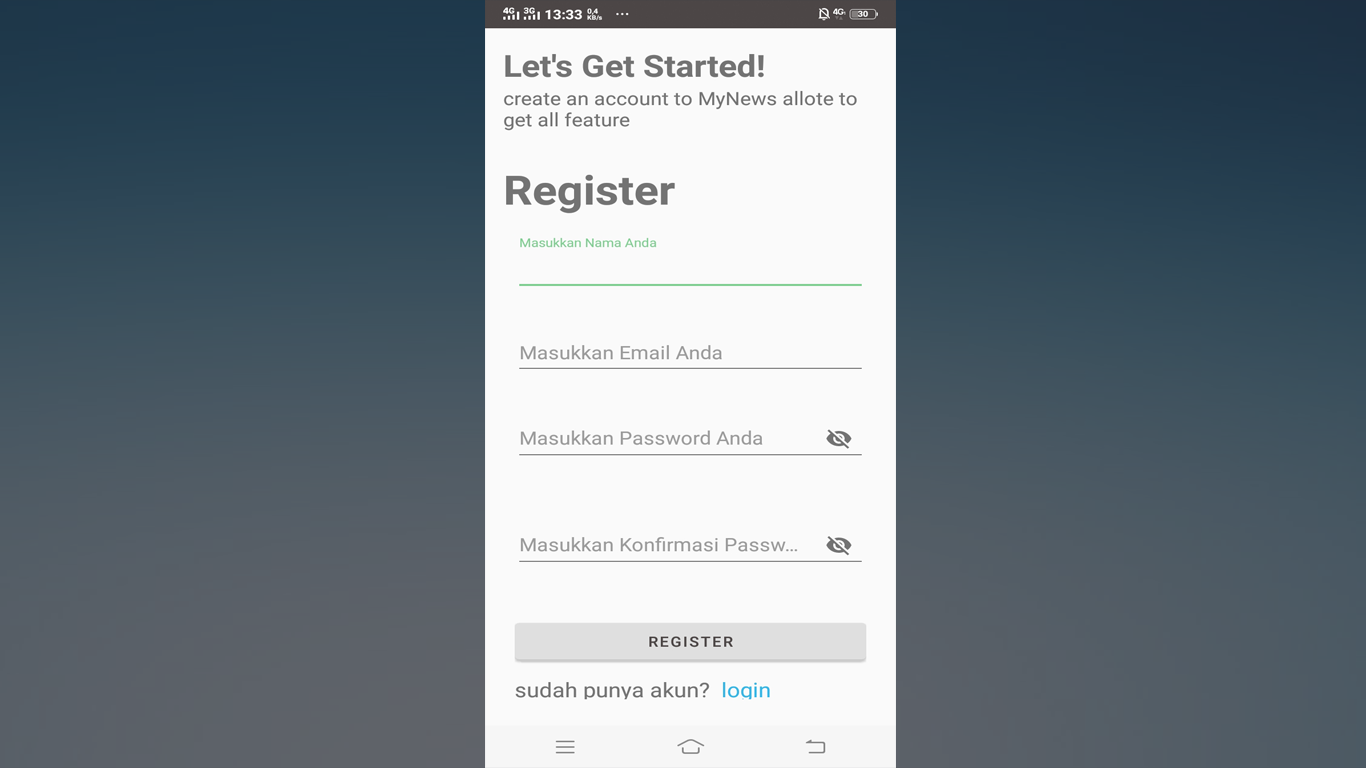 4G 3G 13:33 0,4 KB/s ... 4G 30
Let's Get Started!
create an account to MyNews allote to
get all feature
Register
Masukkan Nama Anda
Masukkan Email Anda
Masukkan Password Anda
Masukkan Konfirmasi Passw...
REGISTER
sudah punya akun? login